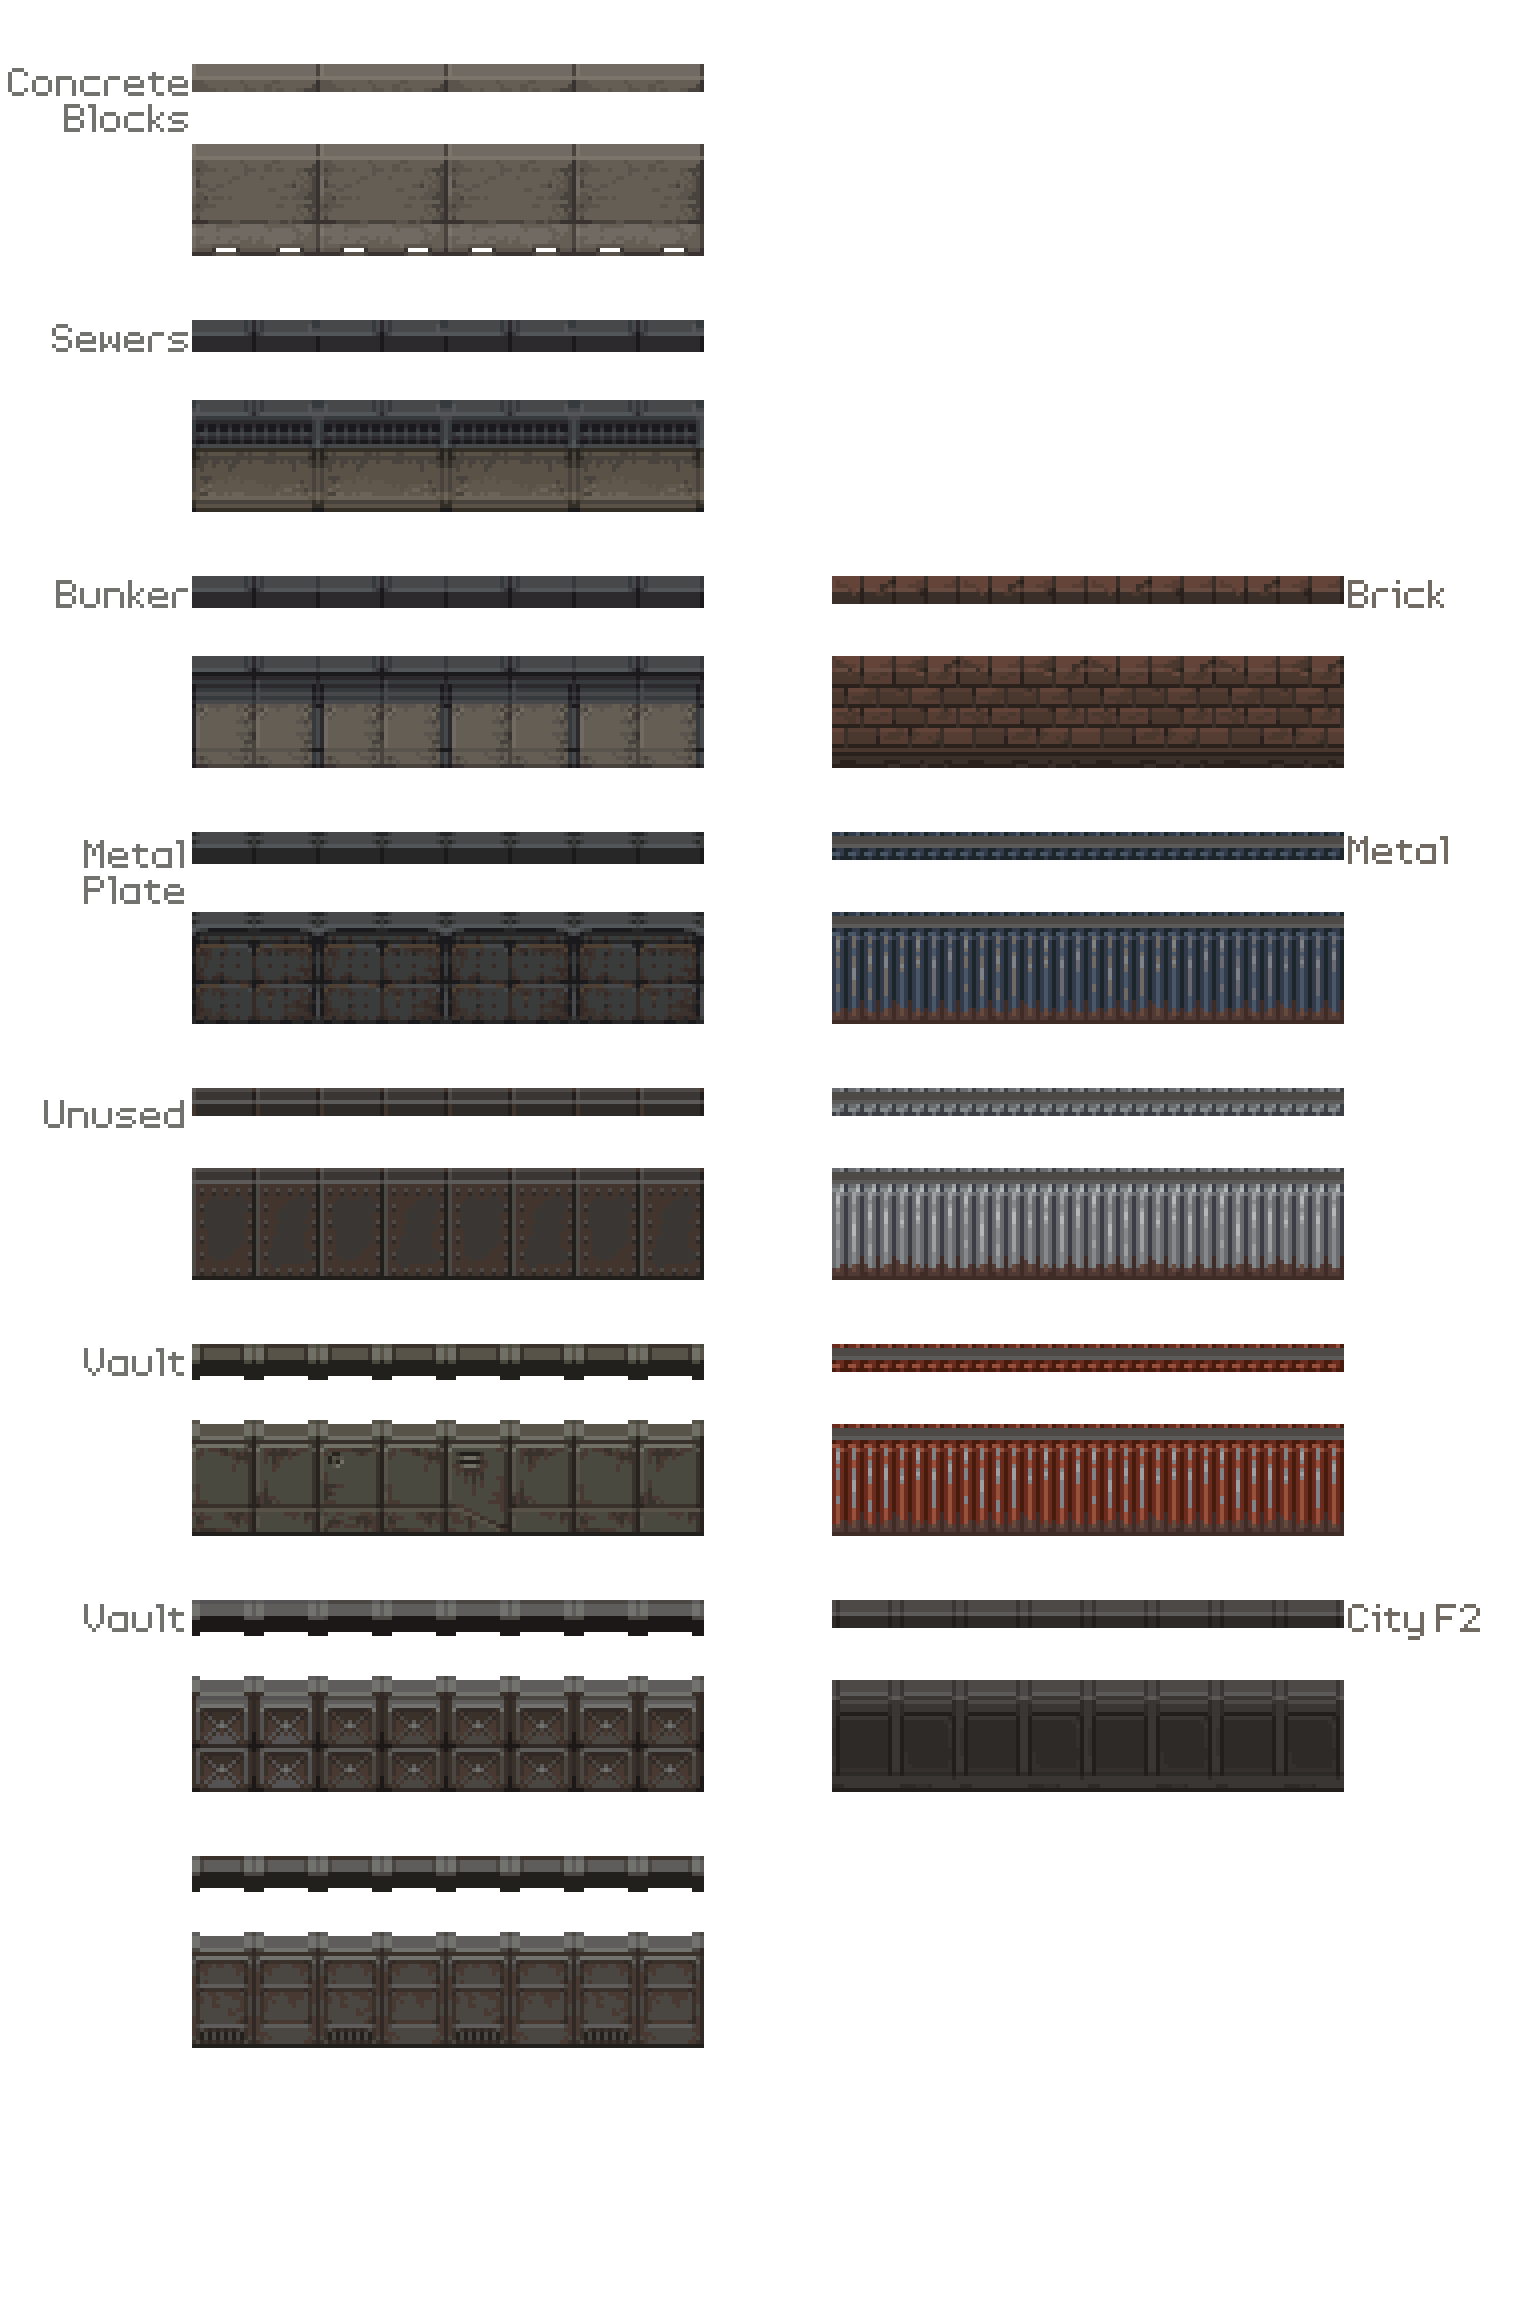 Concrete
Blocks
Sewers
Bunker
Brick
Metal
Plate
Metal
Unused
Vault
Vault
City F2